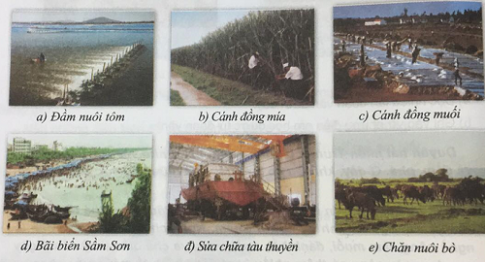 a) Đầm nuôi tôm
b) Cánh đồng mía
c) Cánh đồng muối
d) Bãi biển Sầm Sơn
đ) Sửa chữa tàu thuyền
e) Chăn nuôi bò